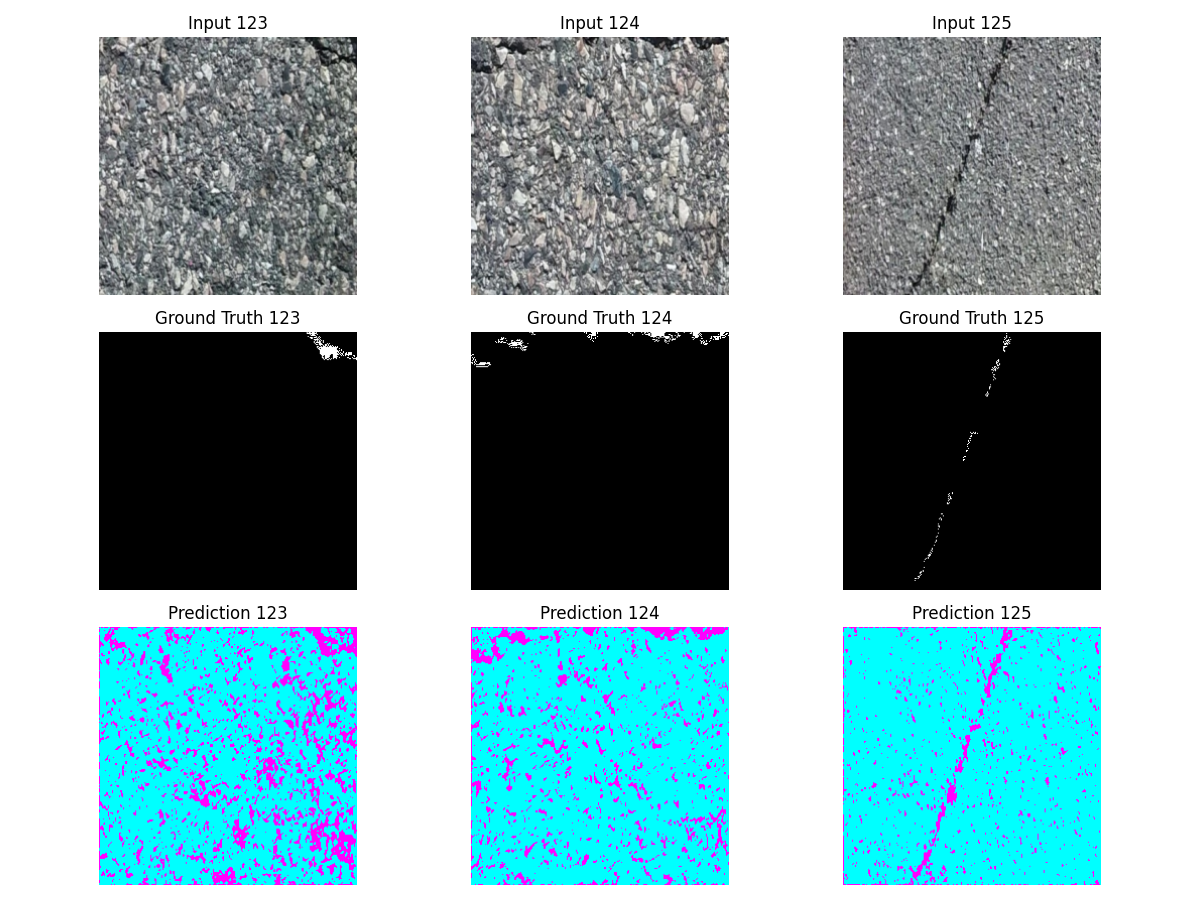 Input 123
Input 124
Input 125
Ground Truth 123
Ground Truth 124
Ground Truth 125
Prediction 123
Prediction 124
Prediction 125